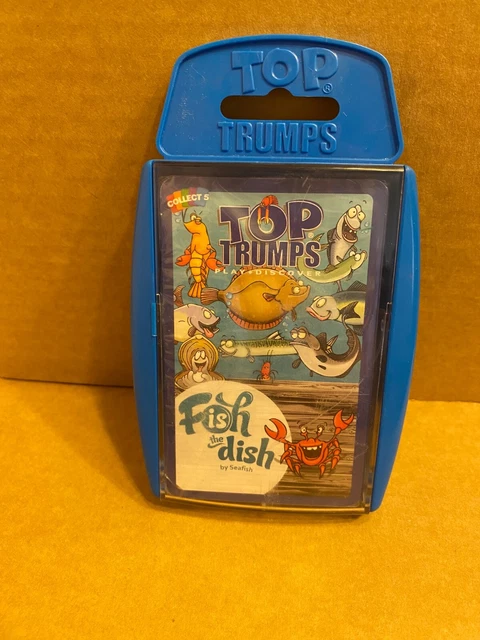 TOP®
TRUMPS
COLLECT 5
TOP
TRUMPS
PLAY•DISCOVER
Fish
the
dish
by Seafish